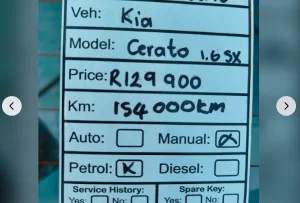 Veh: Kia
Model: Cerato 1.6 SX
Price: R129 900
Km: 154 000km
Auto: Manual: X
Petrol: X Diesel:
Service History: Spare Key:
Yes: No: Yes: No: